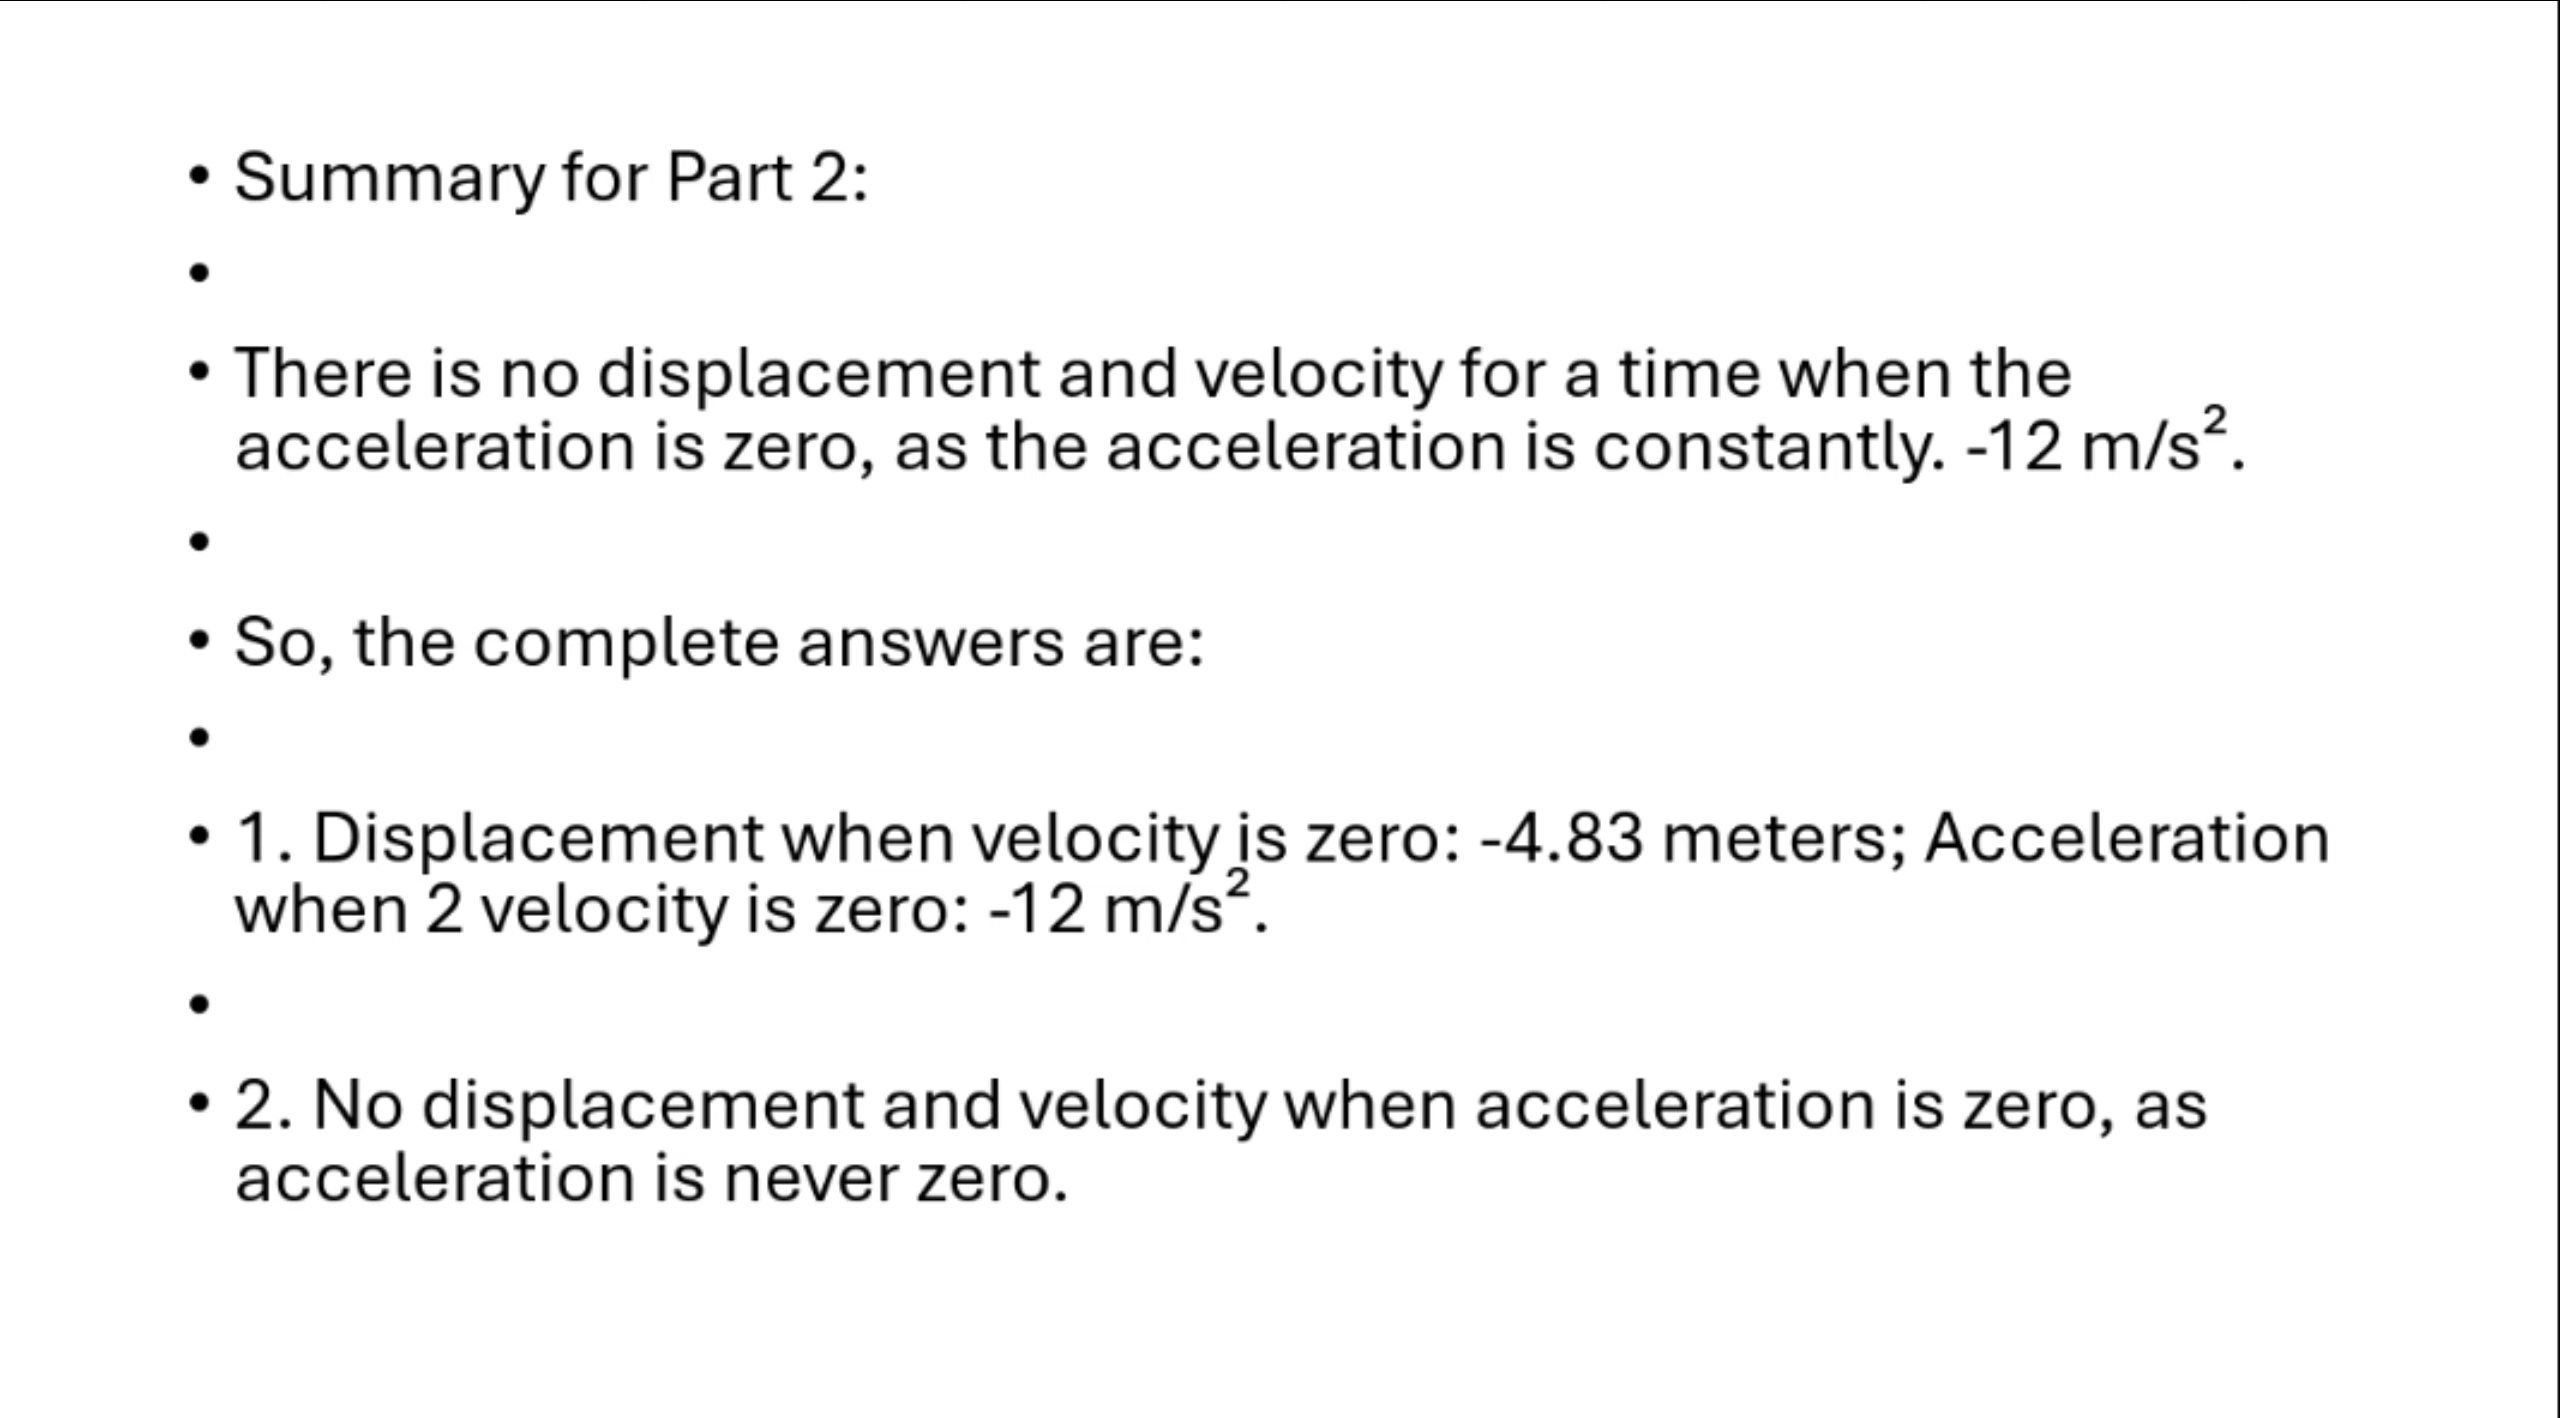 • Summary for Part 2:
•
• There is no displacement and velocity for a time when the
acceleration is zero, as the acceleration is constantly. -12 m/s².
•
• So, the complete answers are:
•
• 1. Displacement when velocity is zero: -4.83 meters; Acceleration
when 2 velocity is zero: -12 m/s².
•
• 2. No displacement and velocity when acceleration is zero, as
acceleration is never zero.